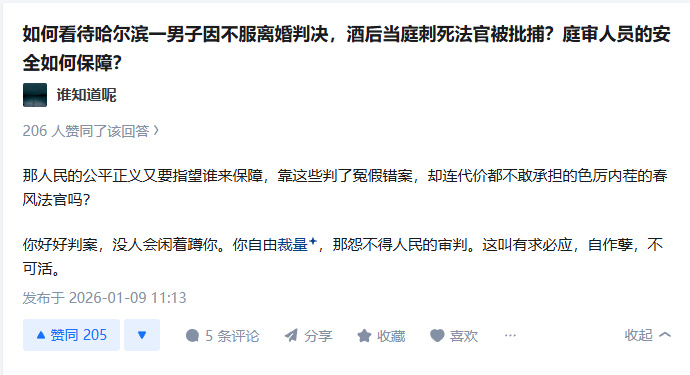 如何看待哈尔滨一男子因不服离婚判决，酒后当庭刺死法官被批捕？庭审人员的安
全如何保障？
谁知道呢
206 人赞同了该回答
那人民的公平正义又要指望谁来保障，靠这些判了冤假错案，却连代价都不敢承担的色厉内茬的春
风法官吗？
你好好判案，没人会闲着蹲你。你自由裁量，那怨不得人民的审判。这叫有求必应，自作孽，不
可活。
发布于 2026-01-09 11:13
赞同 205 5 条评论 分享 收藏 喜欢 ··· 收起